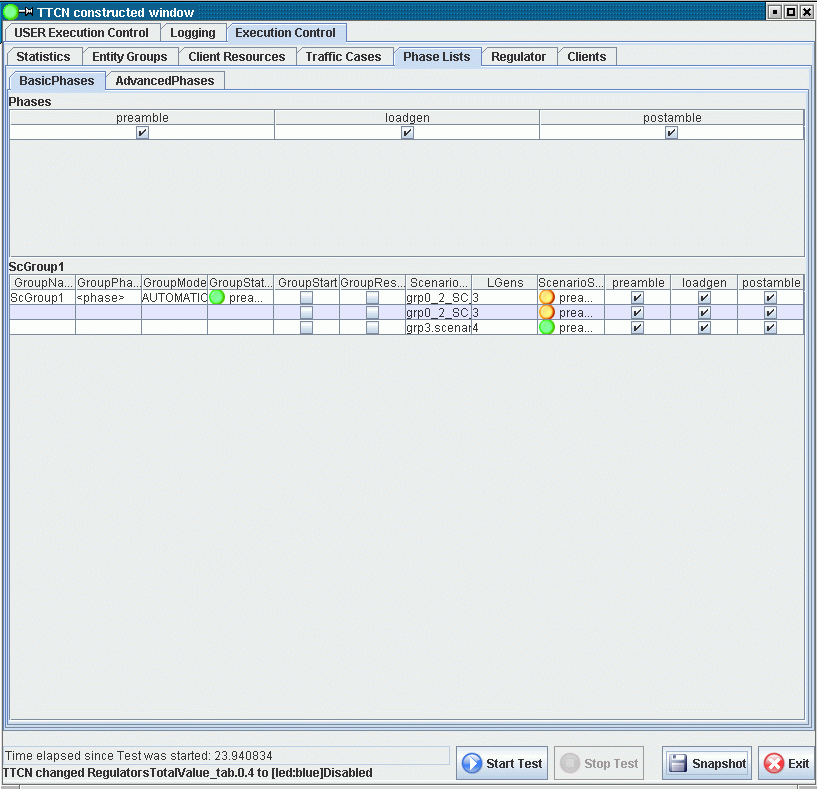 TTCN constructed window
USER Execution Control Logging Execution Control
Statistics Entity Groups Client Resources Traffic Cases Phase Lists Regulator Clients
BasicPhases AdvancedPhases
Phases
preamble loadgen postamble
ScGroup1
GroupNa... GroupPha... GroupMode GroupStat... GroupStart GroupRes... Scenario... LGens ScenarioS... preamble loadgen postamble
ScGroup1 <phase> AUTOMATIC prea... grp0_2_SC 3 prea...
grp0_2_SC 3 prea...
grp3.scenar 4 prea...
Time elapsed since Test was started: 23.940834
TTCN changed RegulatorsTotalValue_tab.0.4 to [led:blue]Disabled
Start Test Stop Test Snapshot Exit